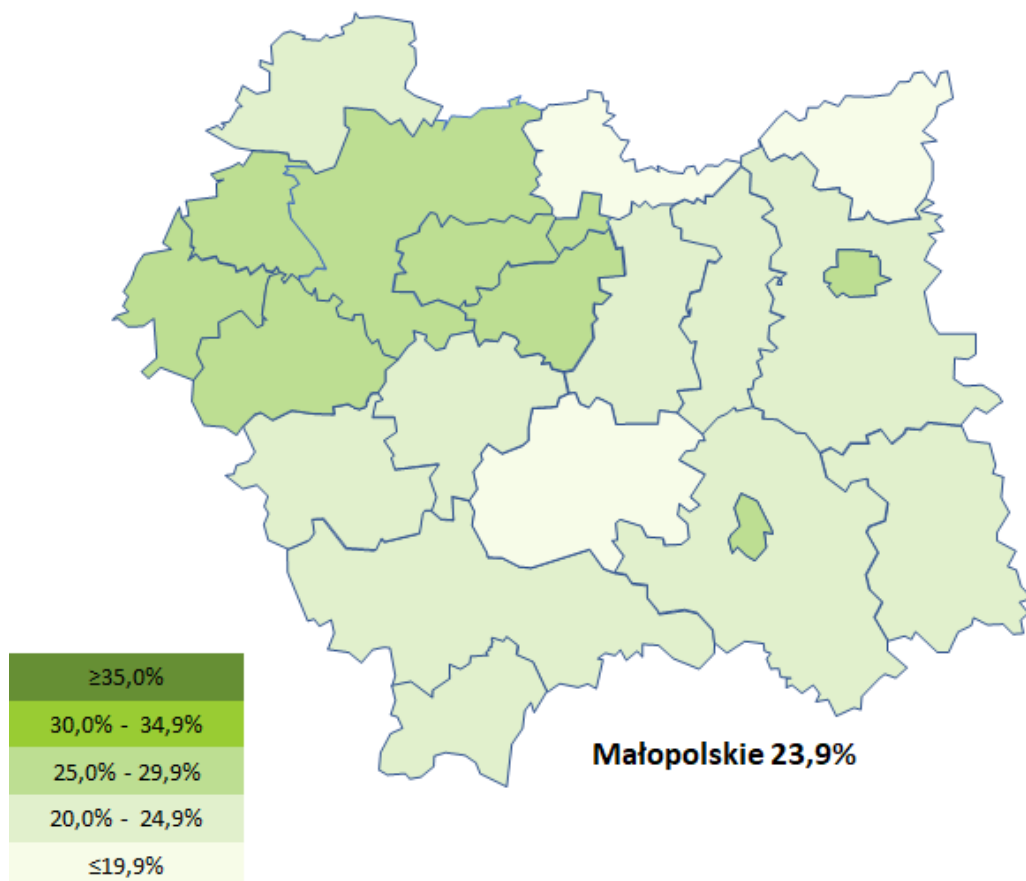 ≥35,0%
30,0% - 34,9%
25,0% - 29,9%
20,0% - 24,9%
≤19,9%
Małopolskie 23,9%